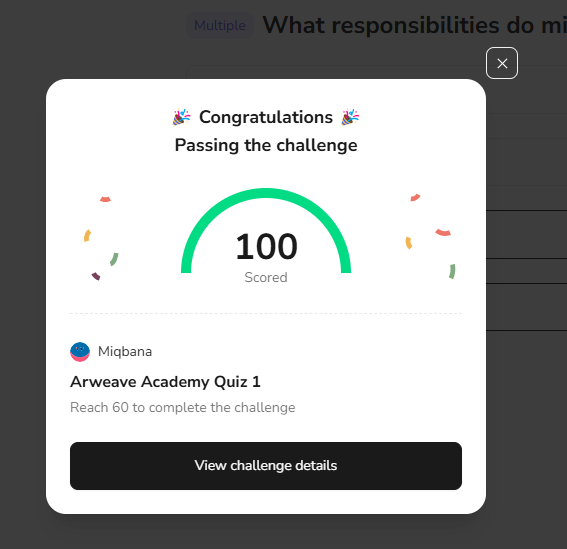 Multiple What responsibilities do mi
Congratulations
Passing the challenge
100
Scored
Miqbana
Arweave Academy Quiz 1
Reach 60 to complete the challenge
View challenge details